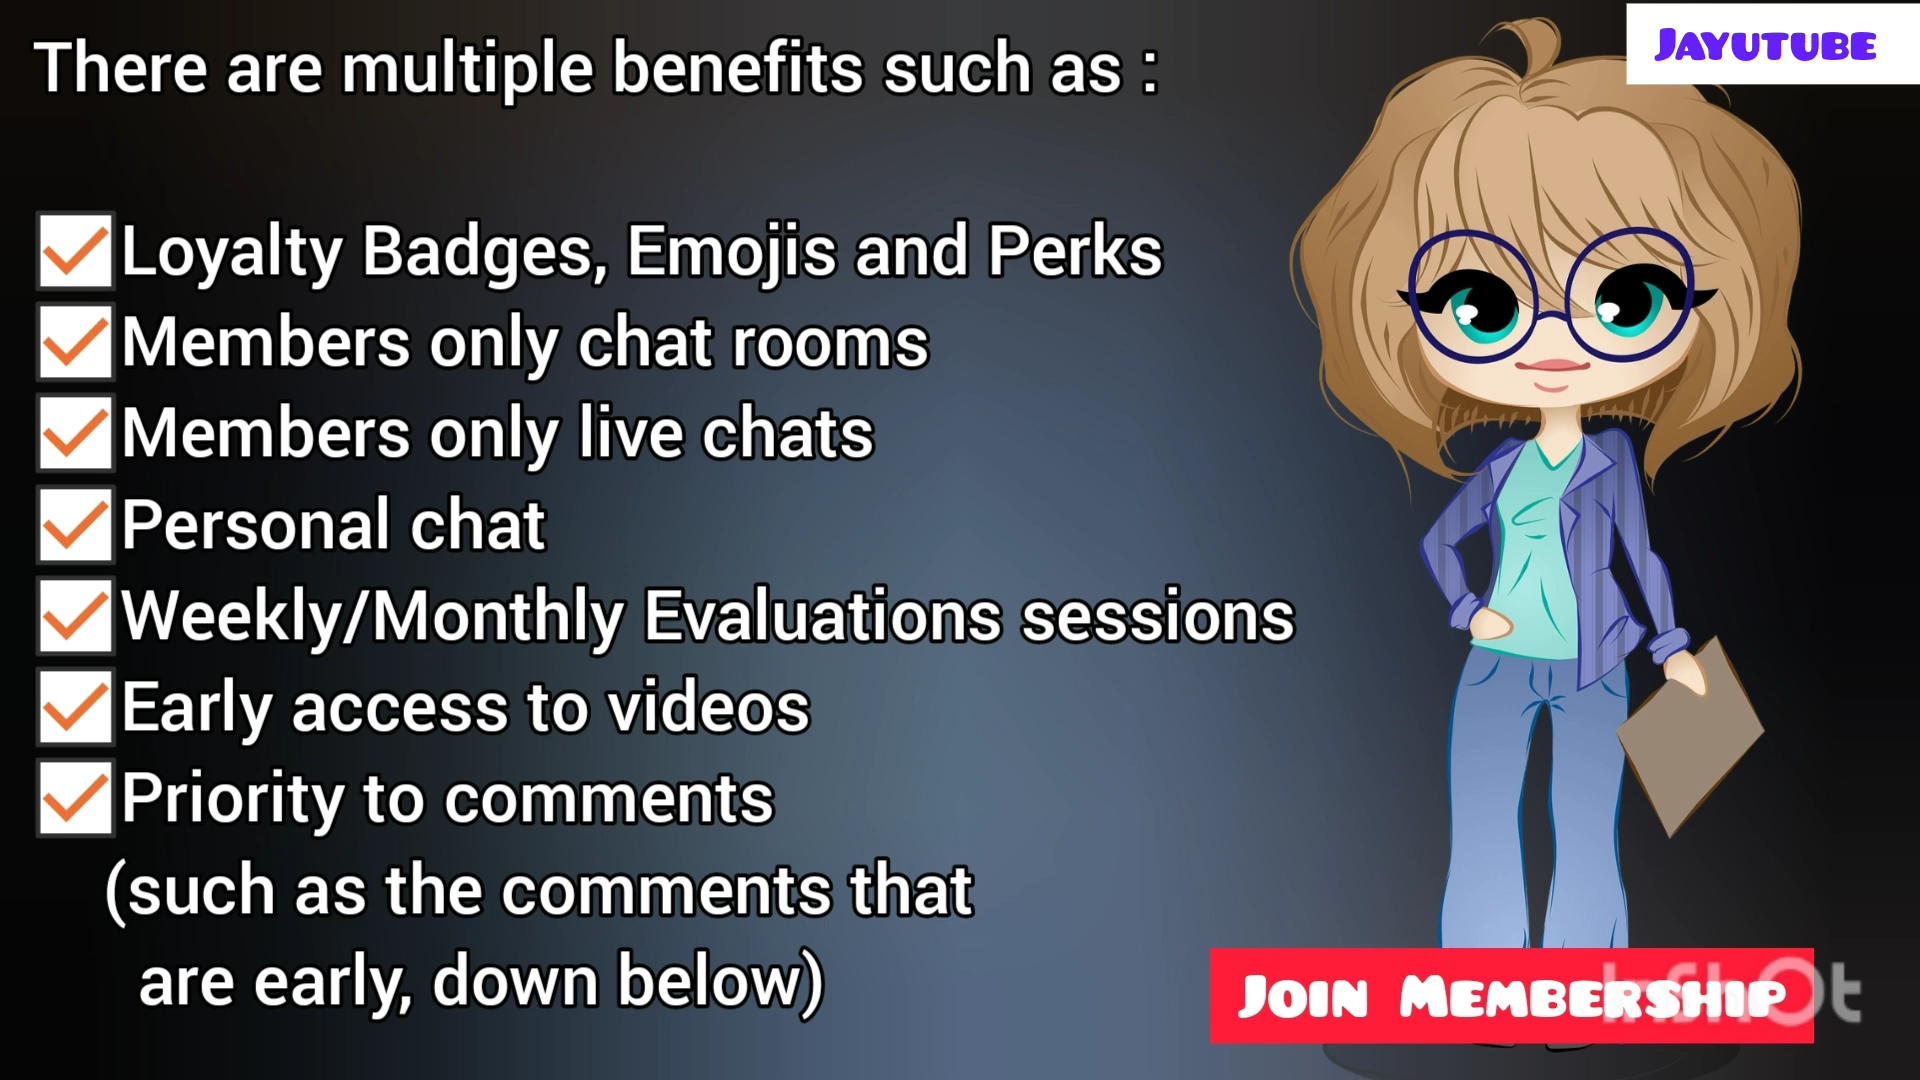 JAYUTUBE
There are multiple benefits such as :
Loyalty Badges, Emojis and Perks
Members only chat rooms
Members only live chats
Personal chat
Weekly/Monthly Evaluations sessions
Early access to videos
Priority to comments
(such as the comments that
are early, down below)
JOIN MEMBERSHIP
InShOt